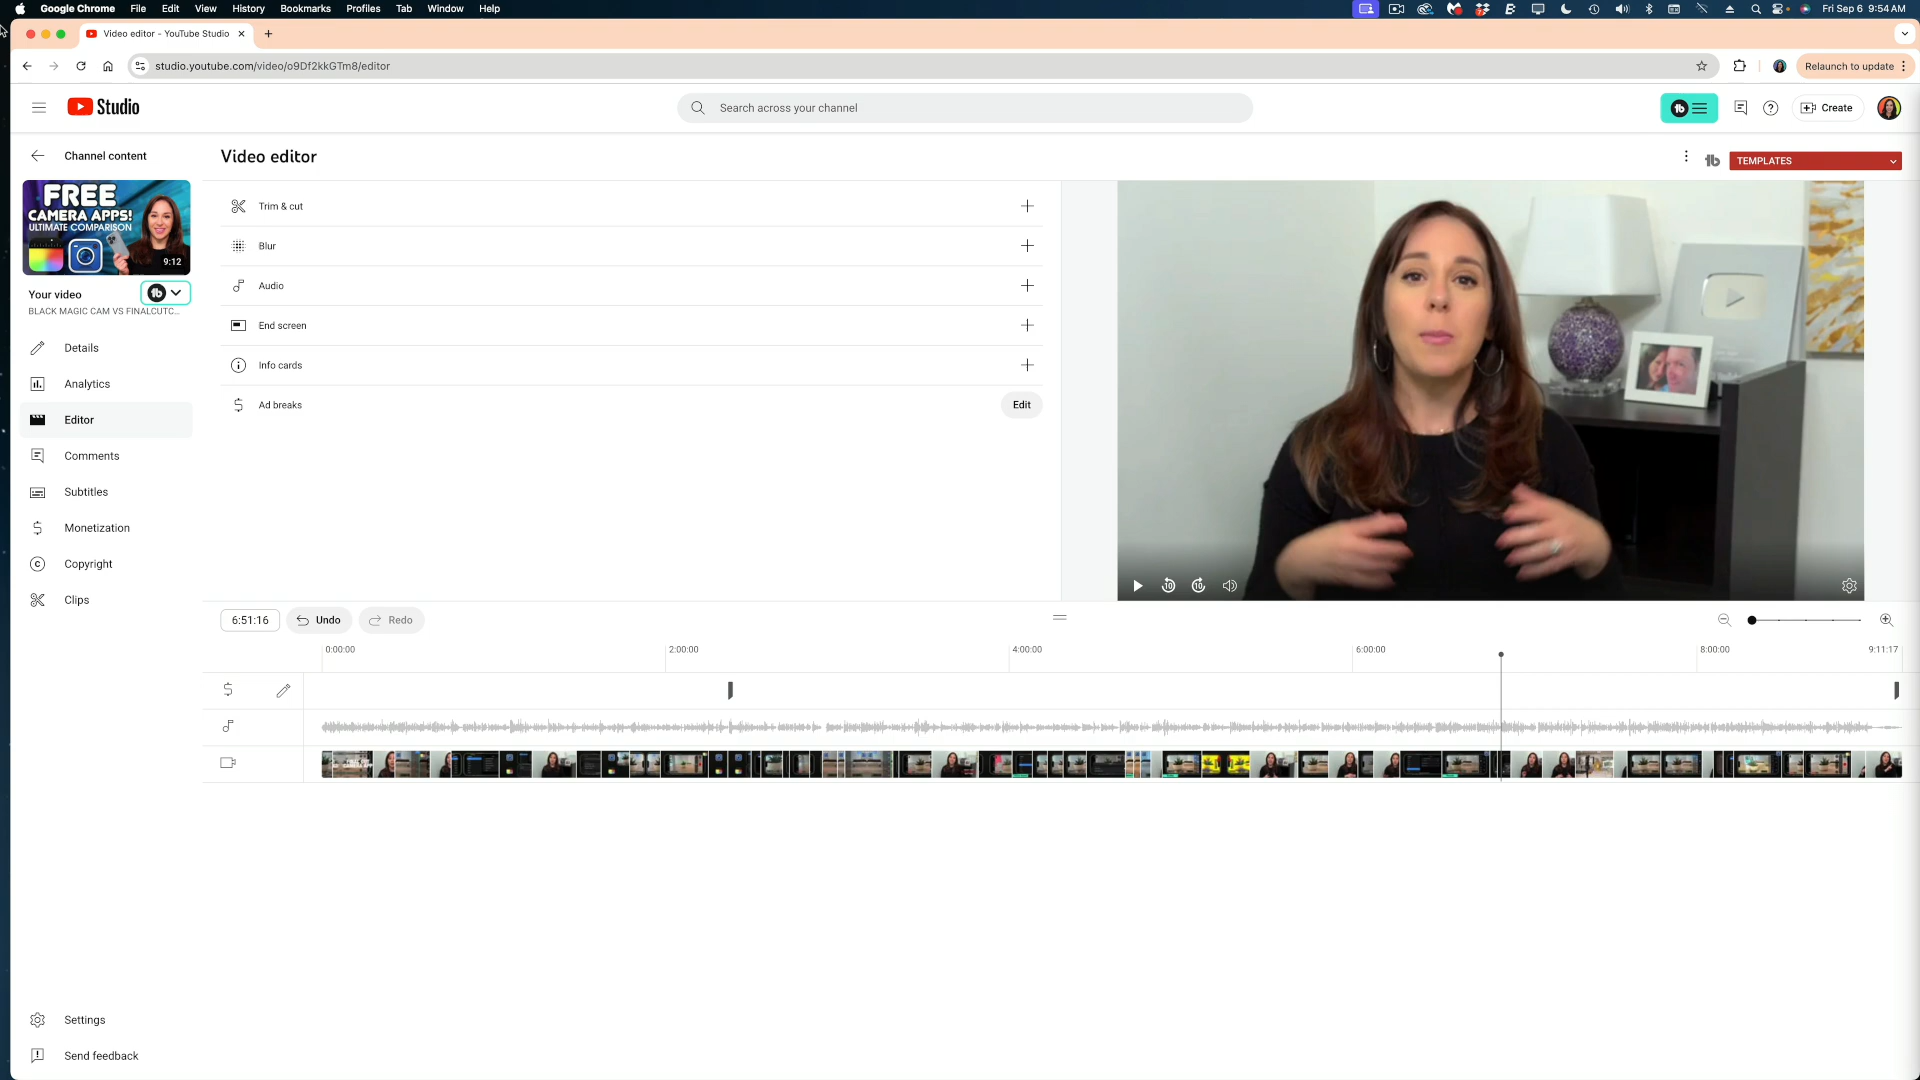 Google Chrome File Edit View History Bookmarks Profiles Tab Window Help Fri Sep 6 9:54 AM
Video editor - YouTube Studio
studio.youtube.com/video/o9Df2kkGTm8/editor Relaunch to update
Studio Search across your channel Create
Channel content
Video editor
TEMPLATES
FREE
CAMERA APPS!
ULTIMATE COMPARISON
9:12
Your video
BLACK MAGIC CAM VS FINALCUTC...
Details
Analytics
Editor
Comments
Subtitles
Monetization
Copyright
Clips
Settings
Send feedback
Trim & cut
Blur
Audio
End screen
Info cards
Ad breaks Edit
10 10
6:51:16 Undo Redo
0:00:00 2:00:00 4:00:00 6:00:00 8:00:00 9:11:17